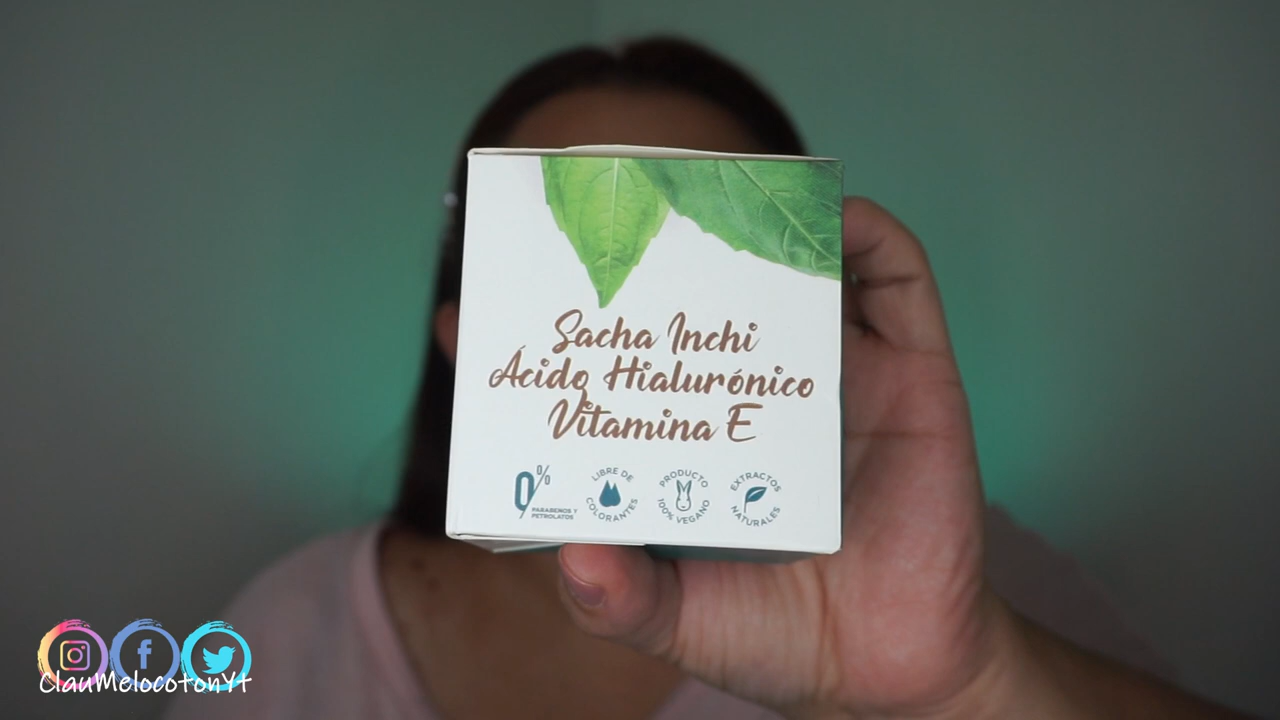 Sacha Inchi
Ácido Hialurónico
Vitamina E
0%
PARABENOS Y
PETROLATOS
LIBRE DE
COLORANTES
PRODUCTO
100% VEGANO
EXTRACTOS
NATURALES
ClauMelocotonYt